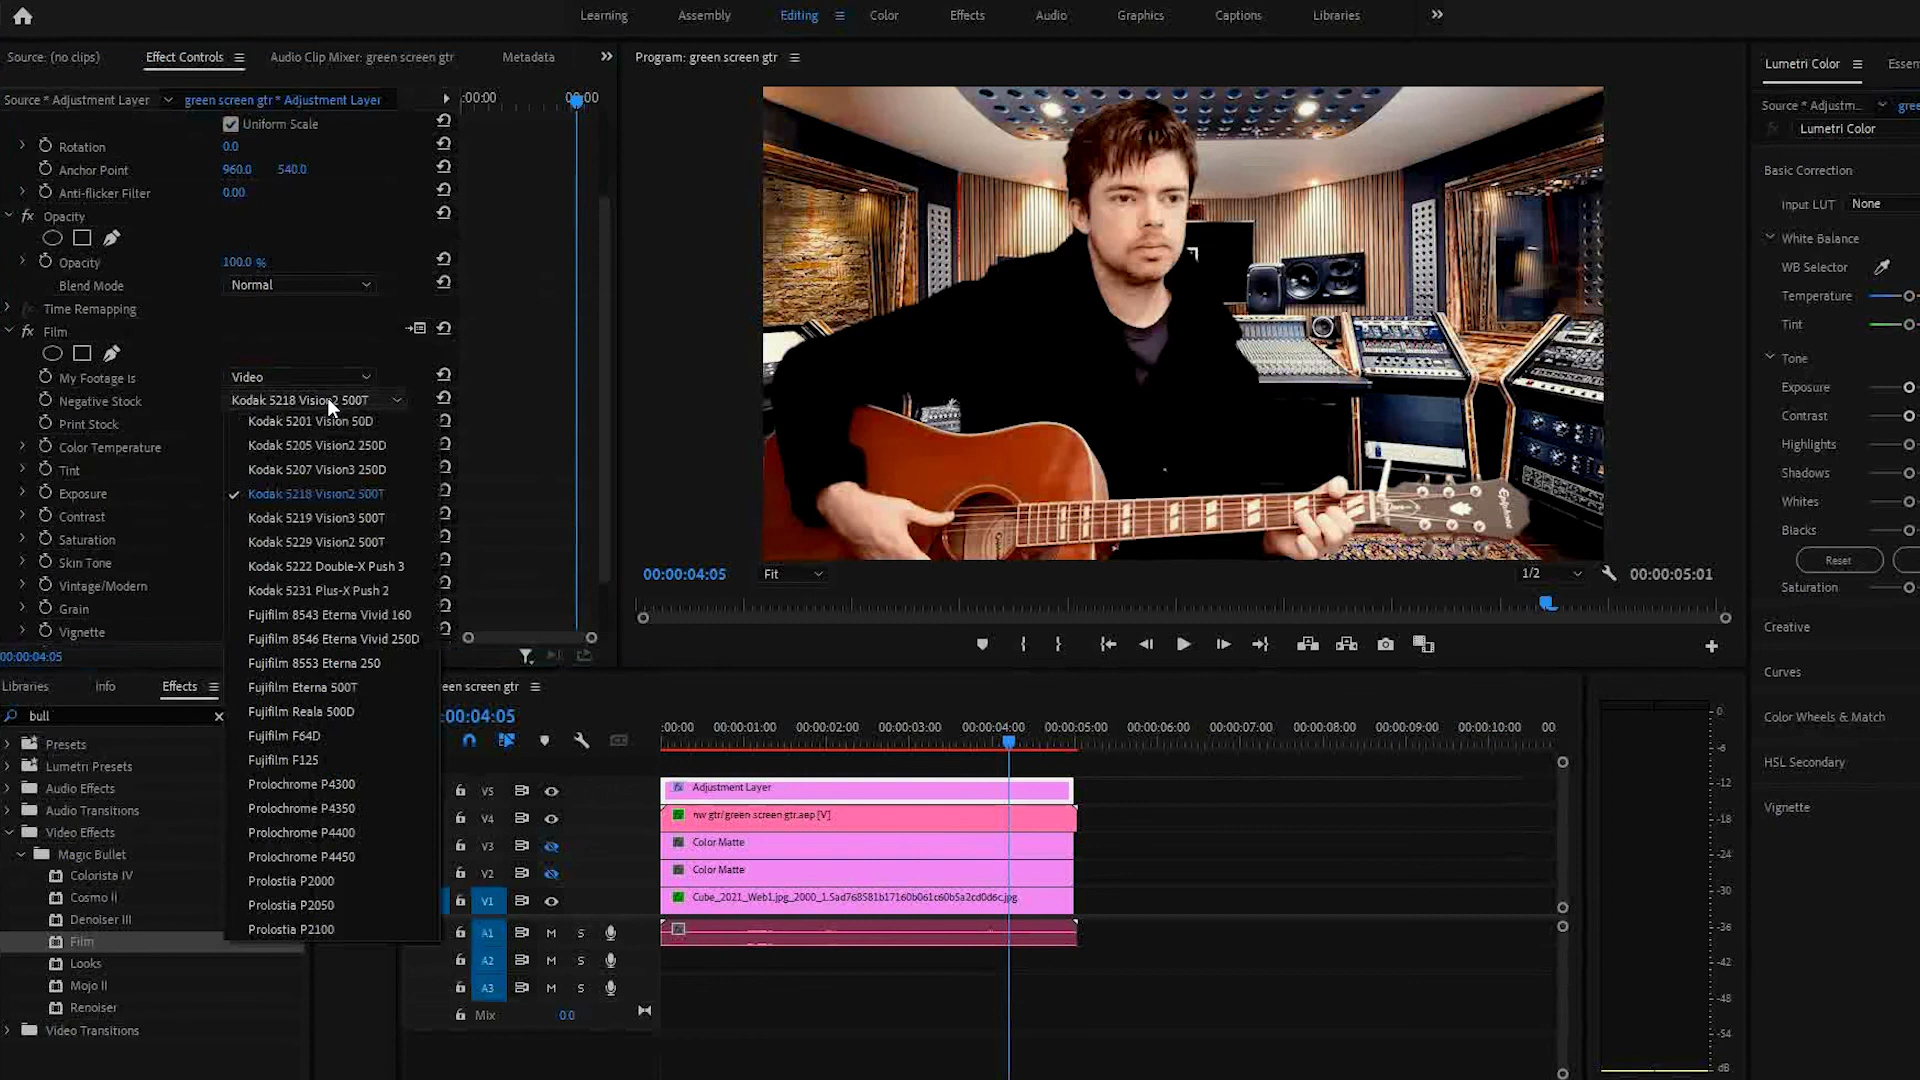 Learning Assembly Editing Color Effects Audio Graphics Captions Libraries
Source: (no clips) Effect Controls Audio Clip Mixer: green screen gtr Metadata
Program: green screen gtr
Lumetri Color Essen
Source * Adjustment Layer green screen gtr * Adjustment Layer :00:00 00:00
Source * Adjustm... gree
Uniform Scale
Lumetri Color
Rotation 0.0
Anchor Point 960.0 540.0
Anti-flicker Filter 0.00
Opacity
Opacity 100.0 %
Blend Mode Normal
Time Remapping
Film
My Footage Is Video
Negative Stock Kodak 5218 Vision2 500T
Print Stock
Color Temperature
Tint
Exposure
Contrast
Saturation
Skin Tone
Vintage/Modern
Grain
Vignette
00:00:04:05
Kodak 5201 Vision 50D
Kodak 5205 Vision2 250D
Kodak 5207 Vision3 250D
Kodak 5218 Vision2 500T
Kodak 5219 Vision3 500T
Kodak 5229 Vision2 500T
Kodak 5222 Double-X Push 3
Kodak 5231 Plus-X Push 2
Fujifilm 8543 Eterna Vivid 160
Fujifilm 8546 Eterna Vivid 250D
Fujifilm 8553 Eterna 250
Fujifilm Eterna 500T
Fujifilm Reala 500D
Fujifilm F64D
Fujifilm F125
Prolochrome P4300
Prolochrome P4350
Prolochrome P4400
Prolochrome P4450
Prolostia P2000
Prolostia P2050
Prolostia P2100
Epiphone
00:00:04:05 Fit 1/2 00:00:05:01
Basic Correction
Input LUT None
White Balance
WB Selector
Temperature
Tint
Tone
Exposure
Contrast
Highlights
Shadows
Whites
Blacks
Reset
Saturation
Creative
Curves
Color Wheels & Match
HSL Secondary
Vignette
Libraries Info Effects
bull
Presets
Lumetri Presets
Audio Effects
Audio Transitions
Video Effects
Magic Bullet
Colorista IV
Cosmo II
Denoiser III
Film
Looks
Mojo II
Renoiser
Video Transitions
een screen gtr
:00:04:05
:00:00 00:00:01:00 00:00:02:00 00:00:03:00 00:00:04:00 00:00:05:00 00:00:06:00 00:00:07:00 00:00:08:00 00:00:09:00 00:00:10:00 00
V5 Adjustment Layer
V4 nw gtr/green screen gtr.aep [V]
V3 Color Matte
V2 Color Matte
V1 Cube_2021_Web1.jpg_2000_1.5ad768581b17160b061c60b5a2cd0d6c.jpg
A1 M S
A2 M S
A3 M S
Mix 0.0
0
-6
-12
-18
-24
-30
-36
-42
-48
-54
dB